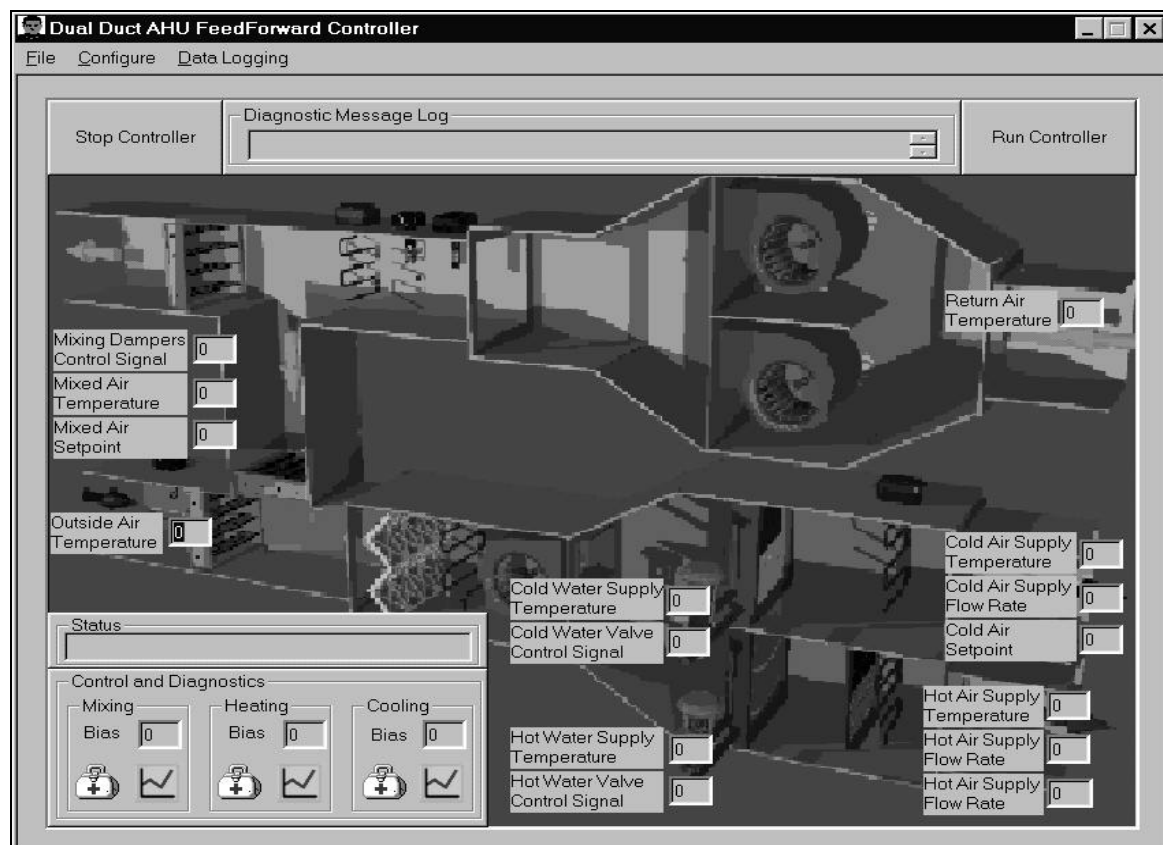 Dual Duct AHU FeedForward Controller
File Configure Data Logging
Stop Controller
Diagnostic Message Log
Run Controller
Return Air
Temperature
0
Mixing Dampers
Control Signal
0
Mixed Air
Temperature
0
Mixed Air
Setpoint
0
Outside Air
Temperature
0
Cold Air Supply
Temperature
0
Cold Air Supply
Flow Rate
0
Cold Air
Setpoint
0
Cold Water Supply
Temperature
0
Cold Water Valve
Control Signal
0
Status
Control and Diagnostics
Mixing
Bias 0
Heating
Bias 0
Cooling
Bias 0
Hot Water Supply
Temperature
0
Hot Water Valve
Control Signal
0
Hot Air Supply
Temperature
0
Hot Air Supply
Flow Rate
0
Hot Air Supply
Flow Rate
0